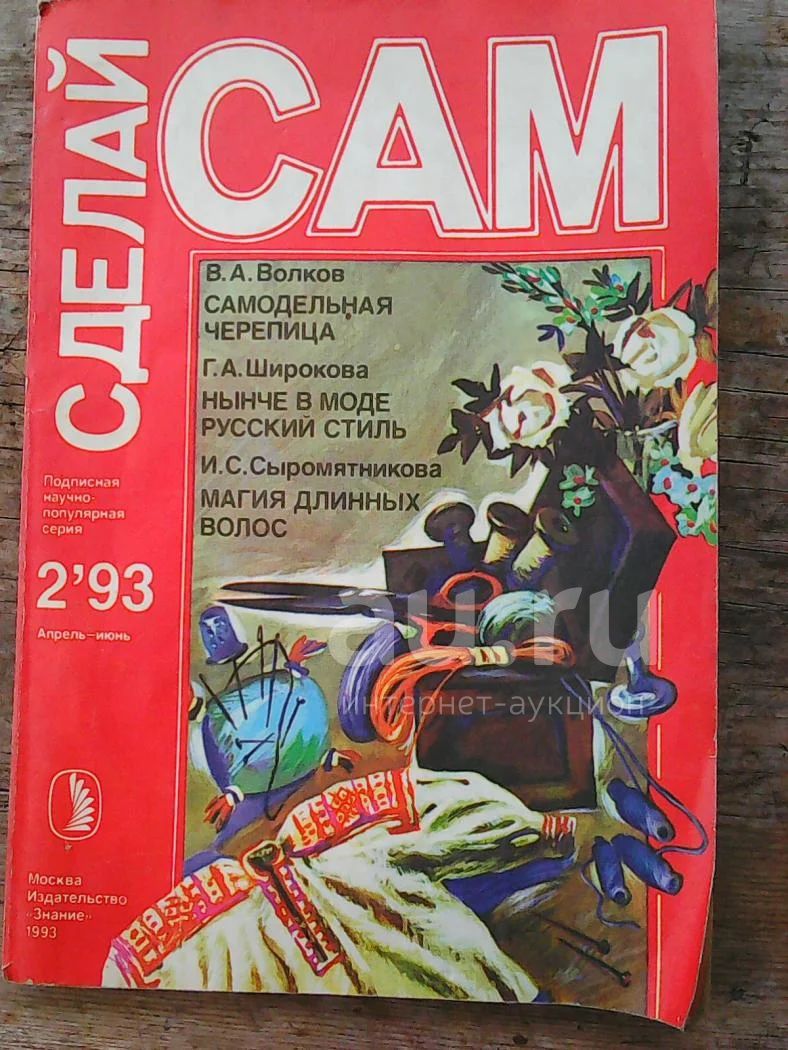 СДЕЛАЙ
САМ
В.А.Волков
САМОДЕЛЬНАЯ
ЧЕРЕПИЦА
Г.А.Широкова
НЫНЧЕ В МОДЕ
РУССКИЙ СТИЛЬ
И.С.Сыромятникова
МАГИЯ ДЛИННЫХ
ВОЛОС
Подписная
научно-
популярная
серия
2'93
Апрель–июнь
au.ru
интернет-аукцион
Москва
Издательство
«Знание»
1993